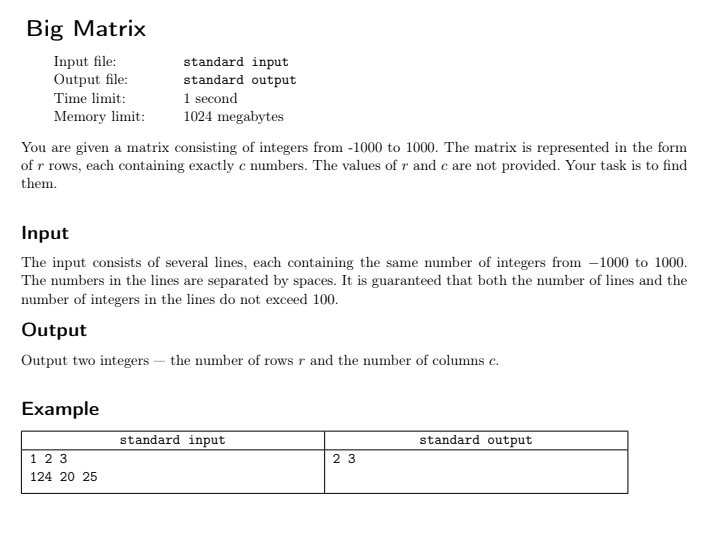 Big Matrix
Input file: standard input
Output file: standard output
Time limit: 1 second
Memory limit: 1024 megabytes
You are given a matrix consisting of integers from -1000 to 1000. The matrix is represented in the form
of r rows, each containing exactly c numbers. The values of r and c are not provided. Your task is to find
them.
Input
The input consists of several lines, each containing the same number of integers from −1000 to 1000.
The numbers in the lines are separated by spaces. It is guaranteed that both the number of lines and the
number of integers in the lines do not exceed 100.
Output
Output two integers — the number of rows r and the number of columns c.
Example
standard input standard output
1 2 3 2 3
124 20 25